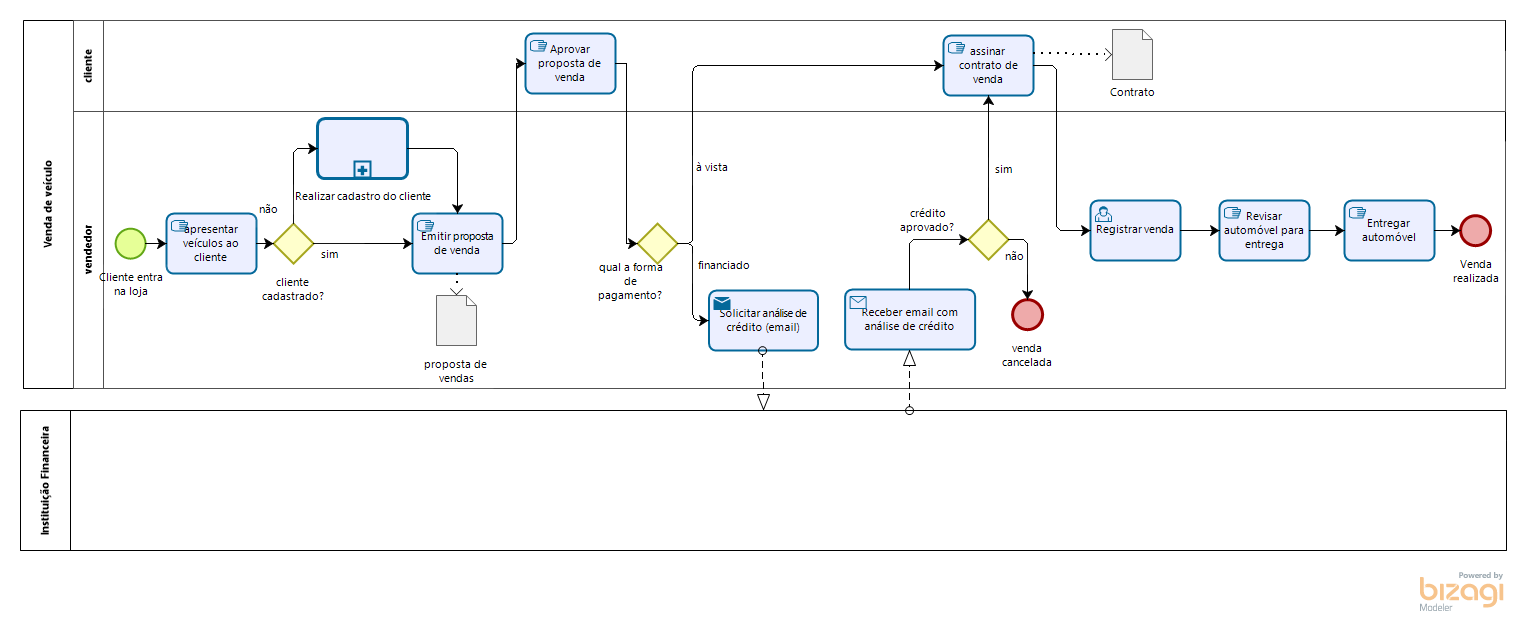 Venda de veículo
cliente
vendedor
Aprovar
proposta de
venda
assinar
contrato de
venda
Contrato
Realizar cadastro do cliente
à vista
sim
não
Cliente entra
na loja
apresentar
veículos ao
cliente
cliente
cadastrado?
sim
Emitir proposta
de venda
proposta de
vendas
qual a forma
de
pagamento?
financiado
Solicitar análise de
crédito (email)
Receber email com
análise de crédito
crédito
aprovado?
não
venda
cancelada
Registrar venda
Revisar
automóvel para
entrega
Entregar
automóvel
Venda
realizada
Instituição Financeira
Powered by
bizagi
Modeler